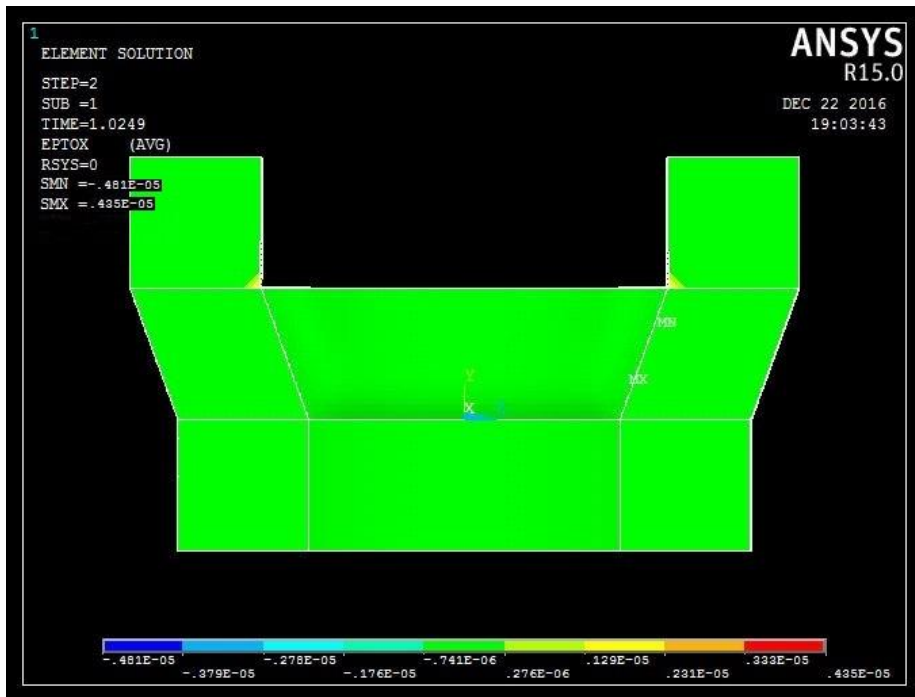 1
ELEMENT SOLUTION
STEP=2
SUB =1
TIME=1.0249
EPTOX (AVG)
RSYS=0
SMN =-.481E-05
SMX =.435E-05
ANSYS
R15.0
DEC 22 2016
19:03:43
MN
MX
Y
X
-.481E-05 -.278E-05 -.741E-06 .129E-05 .333E-05
-.379E-05 -.176E-05 .276E-06 .231E-05 .435E-05